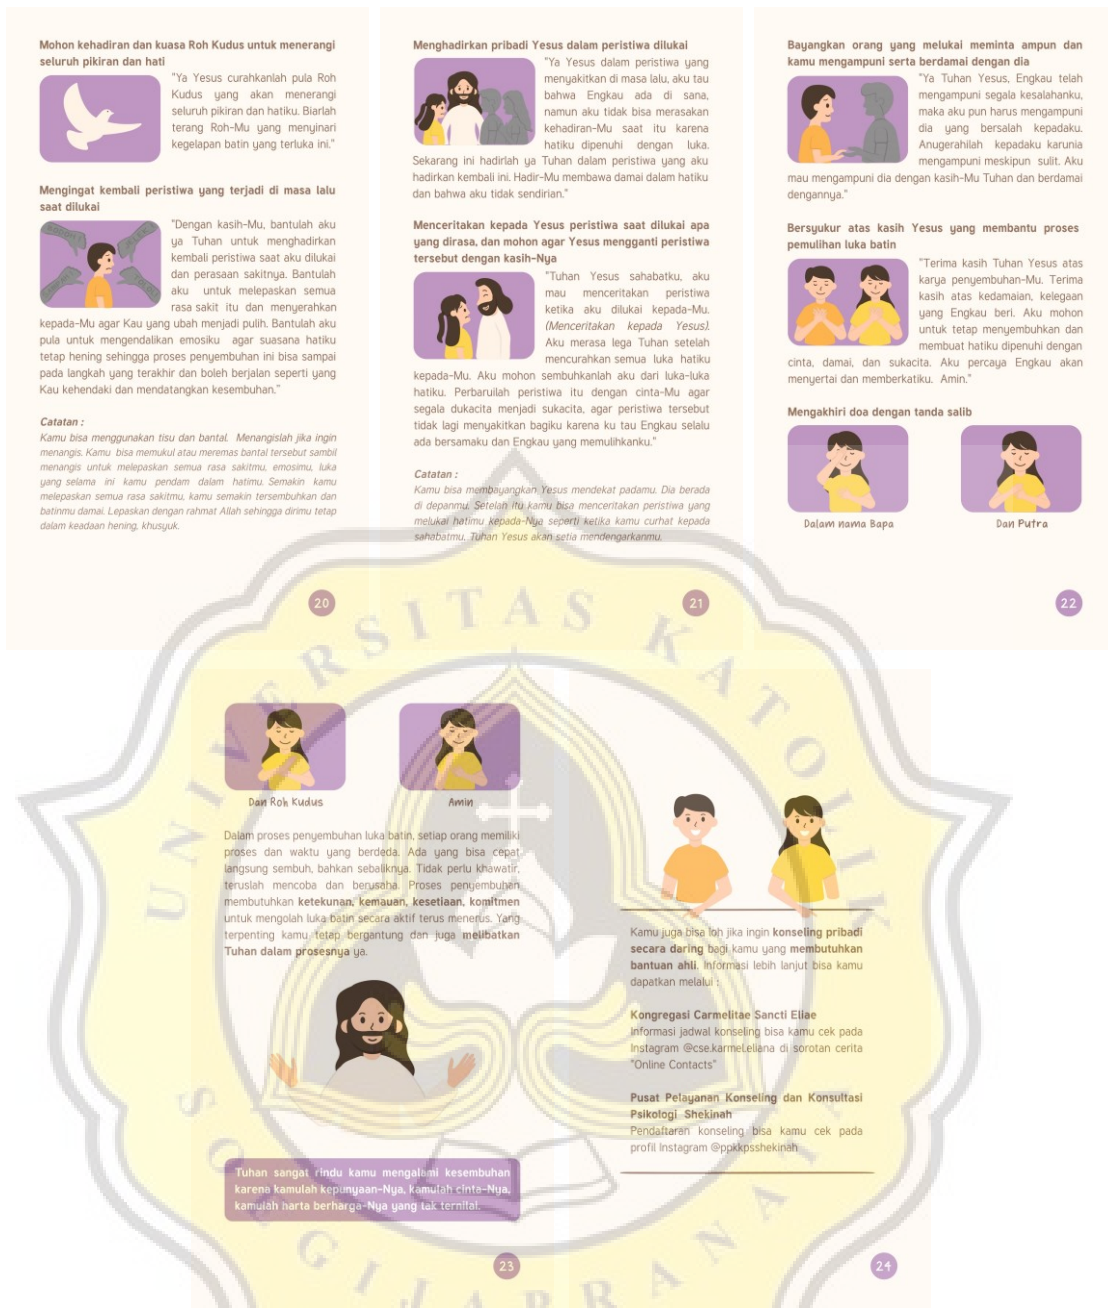 Mohon kehadiran dan kuasa Roh Kudus untuk menerangi
seluruh pikiran dan hati
"Ya Yesus curahkanlah pula Roh
Kudus yang akan menerangi
seluruh pikiran dan hatiku. Biarlah
terang Roh-Mu yang menyinari
kegelapan batin yang terluka ini."
Mengingat kembali peristiwa yang terjadi di masa lalu
saat dilukai
"Dengan kasih-Mu, bantulah aku
ya Tuhan untuk menghadirkan
kembali peristiwa saat aku dilukai
dan perasaan sakitnya. Bantulah
aku untuk melepaskan semua
rasa sakit itu dan menyerahkan
kepada-Mu agar Kau yang ubah menjadi pulih. Bantulah aku
pula untuk mengendalikan emosiku agar suasana hatiku
tetap hening sehingga proses penyembuhan ini bisa sampai
pada langkah yang terakhir dan boleh berjalan seperti yang
Kau kehendaki dan mendatangkan kesembuhan."
Catatan :
Kamu bisa menggunakan tisu dan bantal. Menangislah jika ingin
menangis. Kamu bisa memukul atau meremas bantal tersebut sambil
menangis untuk melepaskan semua rasa sakitmu, emosimu, luka
yang selama ini kamu pendam dalam hatimu. Semakin kamu
melepaskan semua rasa sakitmu, kamu semakin tersembuhkan dan
batinmu damai. Lepaskan dengan rahmat Allah sehingga dirimu tetap
dalam keadaan hening, khusyuk.
20
Menghadirkan pribadi Yesus dalam peristiwa dilukai
"Ya Yesus dalam peristiwa yang
menyakitkan di masa lalu, aku tau
bahwa Engkau ada di sana,
namun aku tidak bisa merasakan
kehadiran-Mu saat itu karena
hatiku dipenuhi dengan luka.
Sekarang ini hadirlah ya Tuhan dalam peristiwa yang aku
hadirkan kembali ini. Hadir-Mu membawa damai dalam hatiku
dan bahwa aku tidak sendirian."
Menceritakan kepada Yesus peristiwa saat dilukai apa
yang dirasa, dan mohon agar Yesus mengganti peristiwa
tersebut dengan kasih-Nya
"Tuhan Yesus sahabatku, aku
mau menceritakan peristiwa
ketika aku dilukai kepada-Mu.
(Menceritakan kepada Yesus).
Aku merasa lega Tuhan setelah
mencurahkan semua luka hatiku
kepada-Mu. Aku mohon sembuhkanlah aku dari luka-luka
hatiku. Perbaruilah peristiwa itu dengan cinta-Mu agar
segala dukacita menjadi sukacita, agar peristiwa tersebut
tidak lagi menyakitkan bagiku karena ku tau Engkau selalu
ada bersamaku dan Engkau yang memulihkanku."
Catatan :
Kamu bisa membayangkan Yesus mendekat padamu. Dia berada
di depanmu. Setelah itu kamu bisa menceritakan peristiwa yang
melukai hatimu kepada-Nya seperti ketika kamu curhat kepada
sahabatmu. Tuhan Yesus akan setia mendengarkanmu.
21
Bayangkan orang yang melukai meminta ampun dan
kamu mengampuni serta berdamai dengan dia
"Ya Tuhan Yesus, Engkau telah
mengampuni segala kesalahanku,
maka aku pun harus mengampuni
dia yang bersalah kepadaku.
Anugerahilah kepadaku karunia
mengampuni meskipun sulit. Aku
mau mengampuni dia dengan kasih-Mu Tuhan dan berdamai
dengannya."
Bersyukur atas kasih Yesus yang membantu proses
pemulihan luka batin
"Terima kasih Tuhan Yesus atas
karya penyembuhan-Mu. Terima
kasih atas kedamaian, kelegaan
yang Engkau beri. Aku mohon
untuk tetap menyembuhkan dan
membuat hatiku dipenuhi dengan
cinta, damai, dan sukacita. Aku percaya Engkau akan
menyertai dan memberkatiku. Amin."
Mengakhiri doa dengan tanda salib
Dalam nama Bapa
Dan Putra
22
Dan Roh Kudus
Amin
Dalam proses penyembuhan luka batin, setiap orang memiliki
proses dan waktu yang berdeda. Ada yang bisa cepat
langsung sembuh, bahkan sebaliknya. Tidak perlu khawatir,
teruslah mencoba dan berusaha. Proses penyembuhan
membutuhkan ketekunan, kemauan, kesetiaan, komitmen
untuk mengolah luka batin secara aktif terus menerus. Yang
terpenting kamu tetap bergantung dan juga melibatkan
Tuhan dalam prosesnya ya.
Tuhan sangat rindu kamu mengalami kesembuhan
karena kamulah kepunyaan-Nya, kamulah cinta-Nya,
kamulah harta berharga-Nya yang tak ternilai.
23
Kamu juga bisa loh jika ingin konseling pribadi
secara daring bagi kamu yang membutuhkan
bantuan ahli. Informasi lebih lanjut bisa kamu
dapatkan melalui :
Kongregasi Carmelitae Sancti Eliae
Informasi jadwal konseling bisa kamu cek pada
Instagram @cse.karmel.eliana di sorotan cerita
"Online Contacts"
Pusat Pelayanan Konseling dan Konsultasi
Psikologi Shekinah
Pendaftaran konseling bisa kamu cek pada
profil Instagram @ppkkpsshekinah
24
UNIVERSITAS KATOLIK
SOEGIJAPRANATA